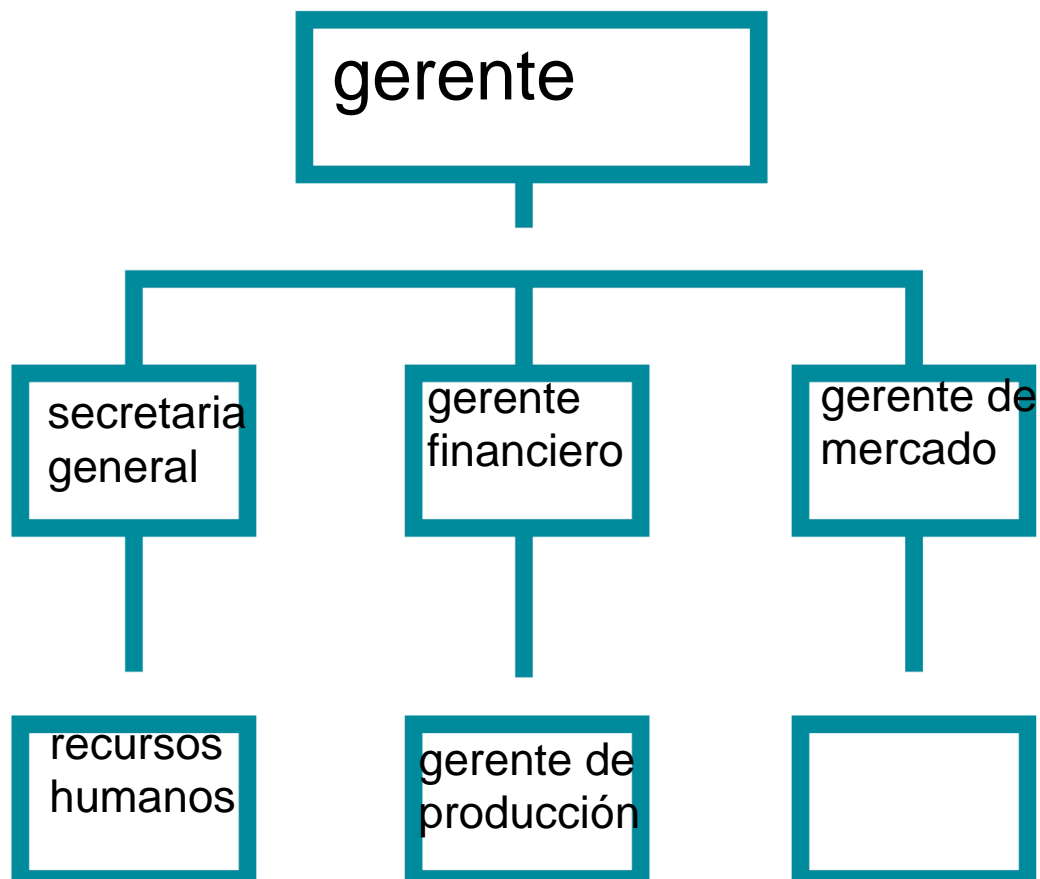 gerente
secretaria
general
gerente
financiero
gerente de
mercado
recursos
humanos
gerente de
producción